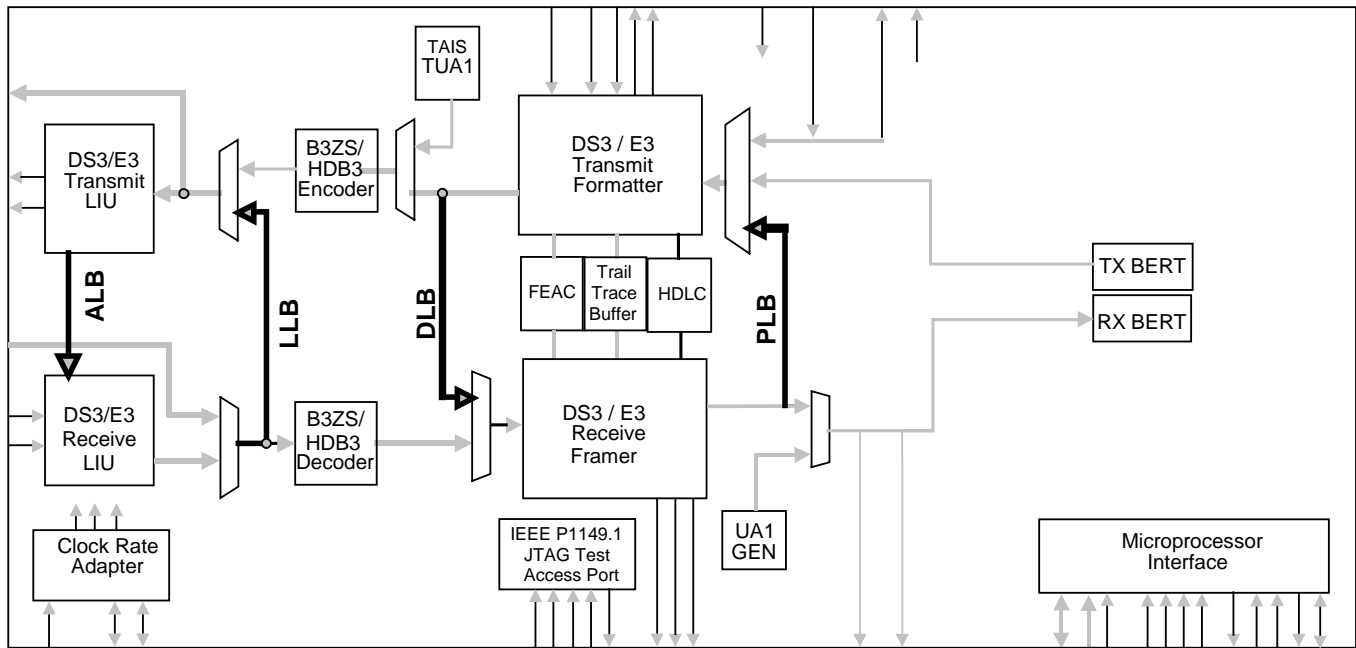 TAIS
TUA1
DS3/E3
Transmit
LIU
B3ZS/
HDB3
Encoder
DS3 / E3
Transmit
Formatter
FEAC
Trail
Trace
Buffer
HDLC
TX BERT
RX BERT
ALB
LLB
DLB
PLB
DS3/E3
Receive
LIU
B3ZS/
HDB3
Decoder
DS3 / E3
Receive
Framer
Clock Rate
Adapter
IEEE P1149.1
JTAG Test
Access Port
UA1
GEN
Microprocessor
Interface